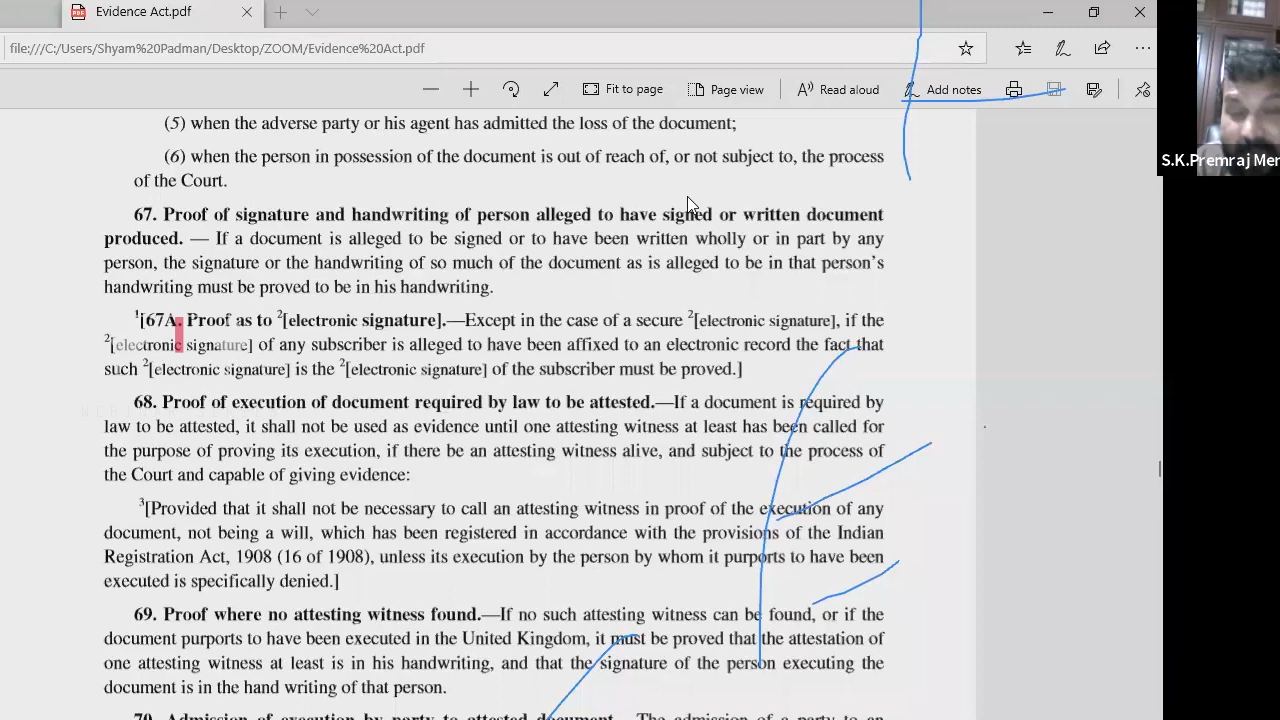 Evidence Act.pdf
file:///C:/Users/Shyam%20Padman/Desktop/ZOOM/Evidence%20Act.pdf
Fit to page Page view Read aloud Add notes
S.K.Premraj Mer
(5) when the adverse party or his agent has admitted the loss of the document;
(6) when the person in possession of the document is out of reach of, or not subject to, the process
of the Court.
67. Proof of signature and handwriting of person alleged to have signed or written document
produced. — If a document is alleged to be signed or to have been written wholly or in part by any
person, the signature or the handwriting of so much of the document as is alleged to be in that person's
handwriting must be proved to be in his handwriting.
1[67A. Proof as to 2[electronic signature].—Except in the case of a secure 2[electronic signature], if the
2[electronic signature] of any subscriber is alleged to have been affixed to an electronic record the fact that
such 2[electronic signature] is the 2[electronic signature] of the subscriber must be proved.]
68. Proof of execution of document required by law to be attested.—If a document is required by
law to be attested, it shall not be used as evidence until one attesting witness at least has been called for
the purpose of proving its execution, if there be an attesting witness alive, and subject to the process of
the Court and capable of giving evidence:
3[Provided that it shall not be necessary to call an attesting witness in proof of the execution of any
document, not being a will, which has been registered in accordance with the provisions of the Indian
Registration Act, 1908 (16 of 1908), unless its execution by the person by whom it purports to have been
executed is specifically denied.]
69. Proof where no attesting witness found.—If no such attesting witness can be found, or if the
document purports to have been executed in the United Kingdom, it must be proved that the attestation of
one attesting witness at least is in his handwriting, and that the signature of the person executing the
document is in the hand writing of that person.
70. Admission of execution by party to attested document.—The admission of a party to an